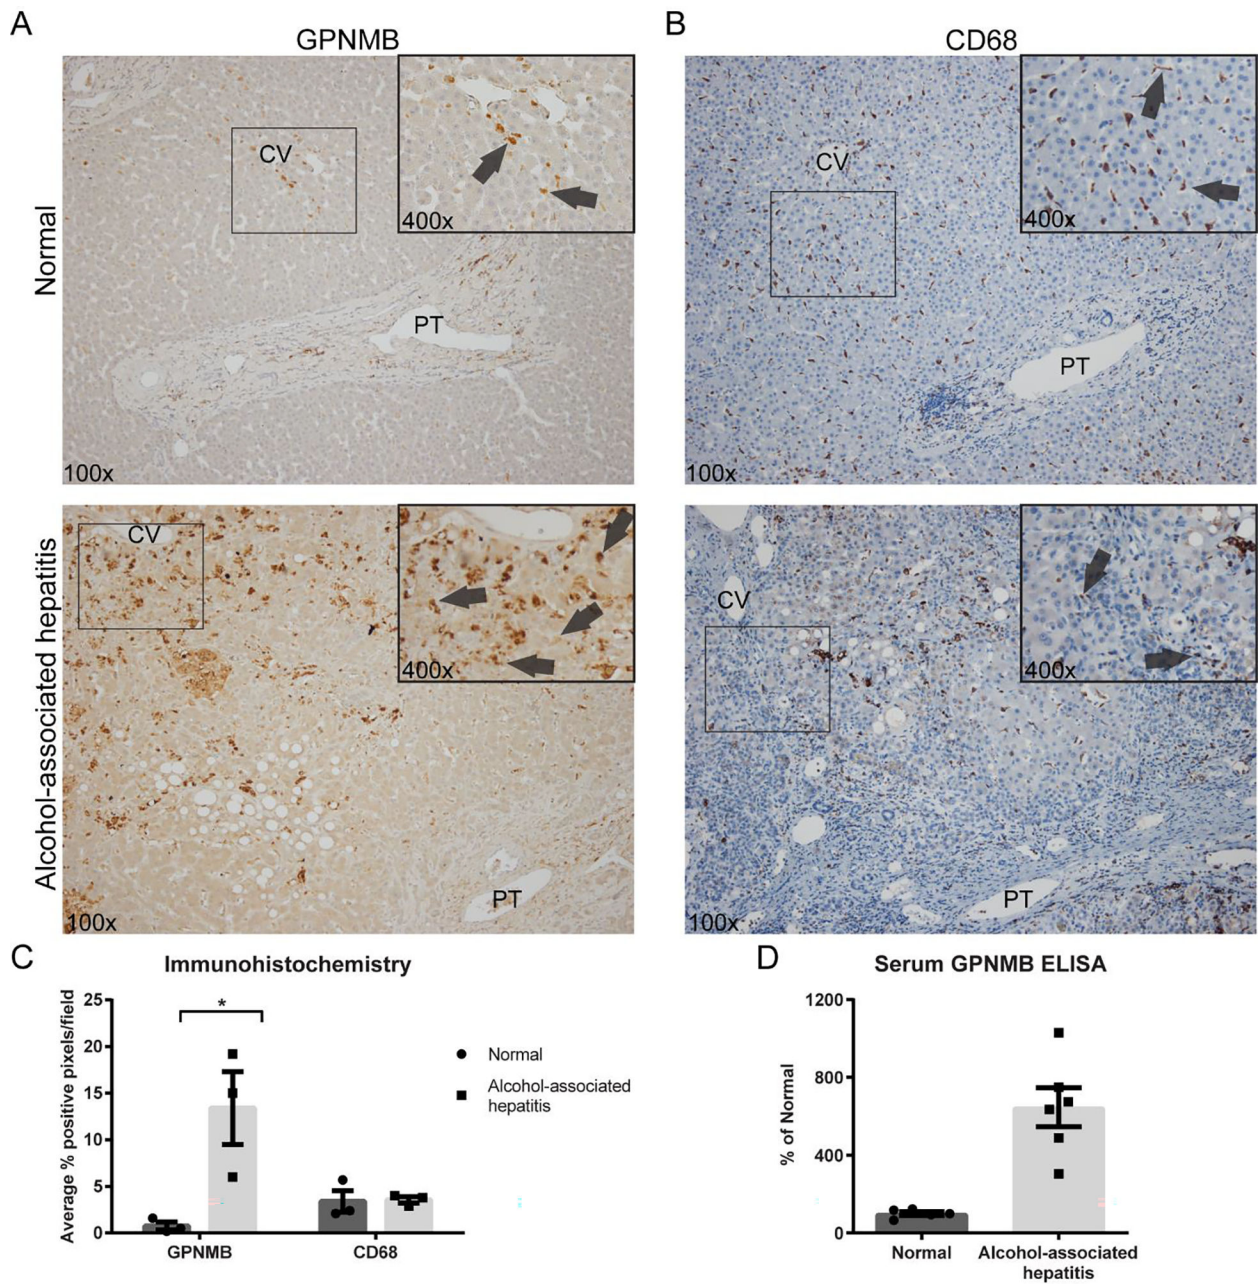 A
GPNMB
B
CD68
Normal
CV
400x
PT
100x
CV
400x
PT
100x
Alcohol-associated hepatitis
CV
400x
PT
100x
CV
400x
PT
100x
C
Immunohistochemistry
Average % positive pixels/field
25
20
15
10
5
0
*
GPNMB
CD68
Normal
Alcohol-associated
hepatitis
D
Serum GPNMB ELISA
% of Normal
1200
800
400
0
Normal
Alcohol-associated
hepatitis